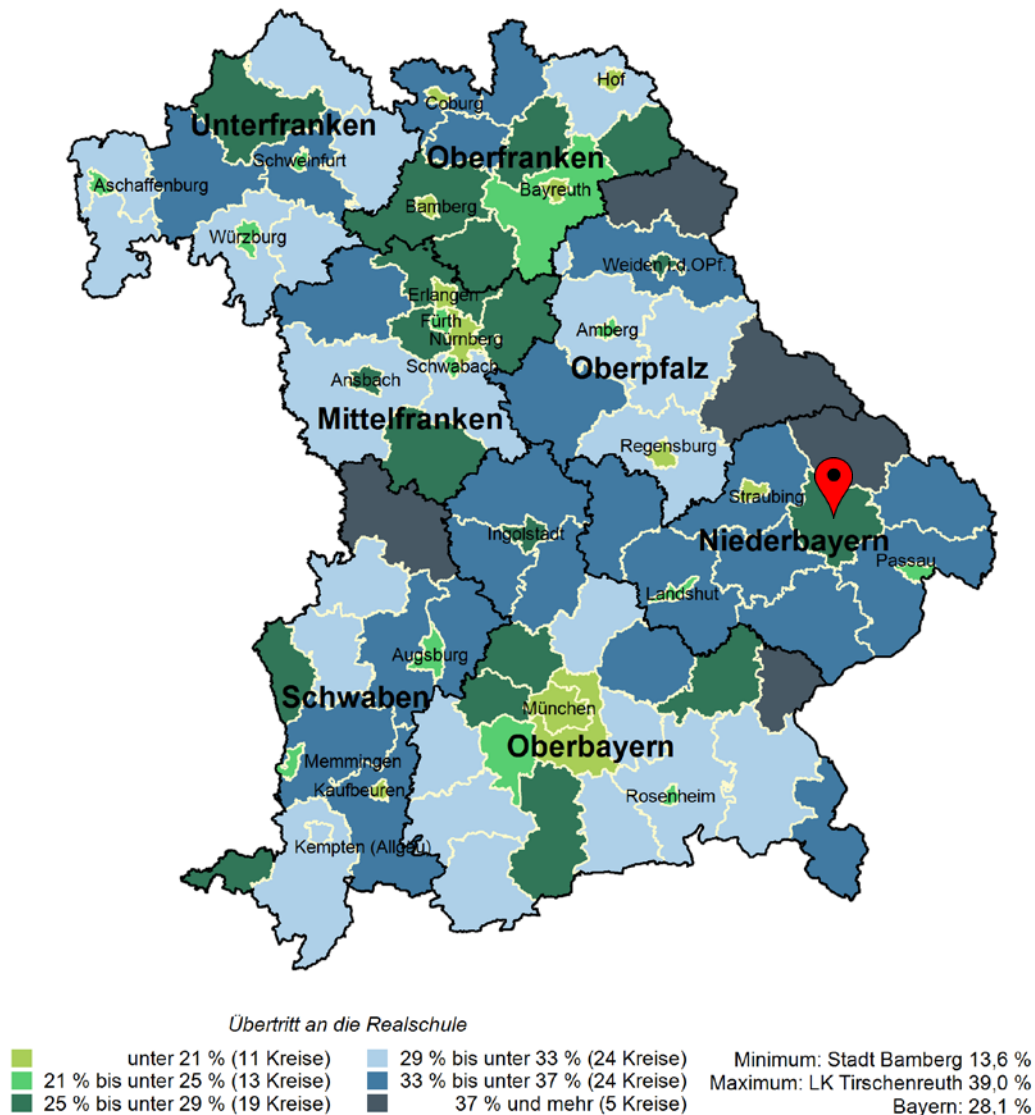 Hof
Coburg
Unterfranken
Oberfranken
Schweinfurt
Aschaffenburg
Bayreuth
Bamberg
Würzburg
Weiden i.d.OPf.
Erlangen
Fürth
Amberg
Nürnberg
Schwabach
Oberpfalz
Ansbach
Mittelfranken
Regensburg
Straubing
Ingolstadt
Niederbayern
Passau
Landshut
Augsburg
Schwaben
München
Oberbayern
Memmingen
Kaufbeuren
Rosenheim
Kempten (Allgäu)
Übertritt an die Realschule
unter 21 % (11 Kreise)
21 % bis unter 25 % (13 Kreise)
25 % bis unter 29 % (19 Kreise)
29 % bis unter 33 % (24 Kreise)
33 % bis unter 37 % (24 Kreise)
37 % und mehr (5 Kreise)
Minimum: Stadt Bamberg 13,6 %
Maximum: LK Tirschenreuth 39,0 %
Bayern: 28,1 %